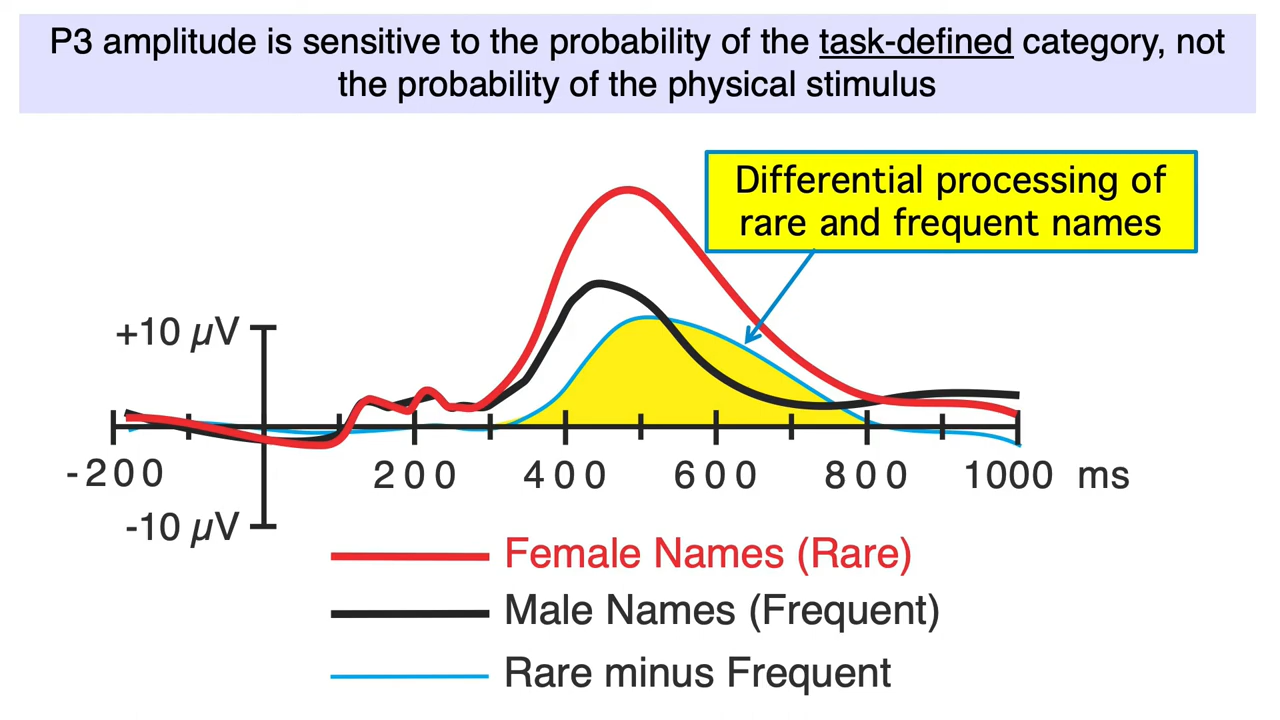 P3 amplitude is sensitive to the probability of the task-defined category, not
the probability of the physical stimulus
Differential processing of
rare and frequent names
+10 µV
-200
200
400
600
800
1000 ms
-10 µV
Female Names (Rare)
Male Names (Frequent)
Rare minus Frequent